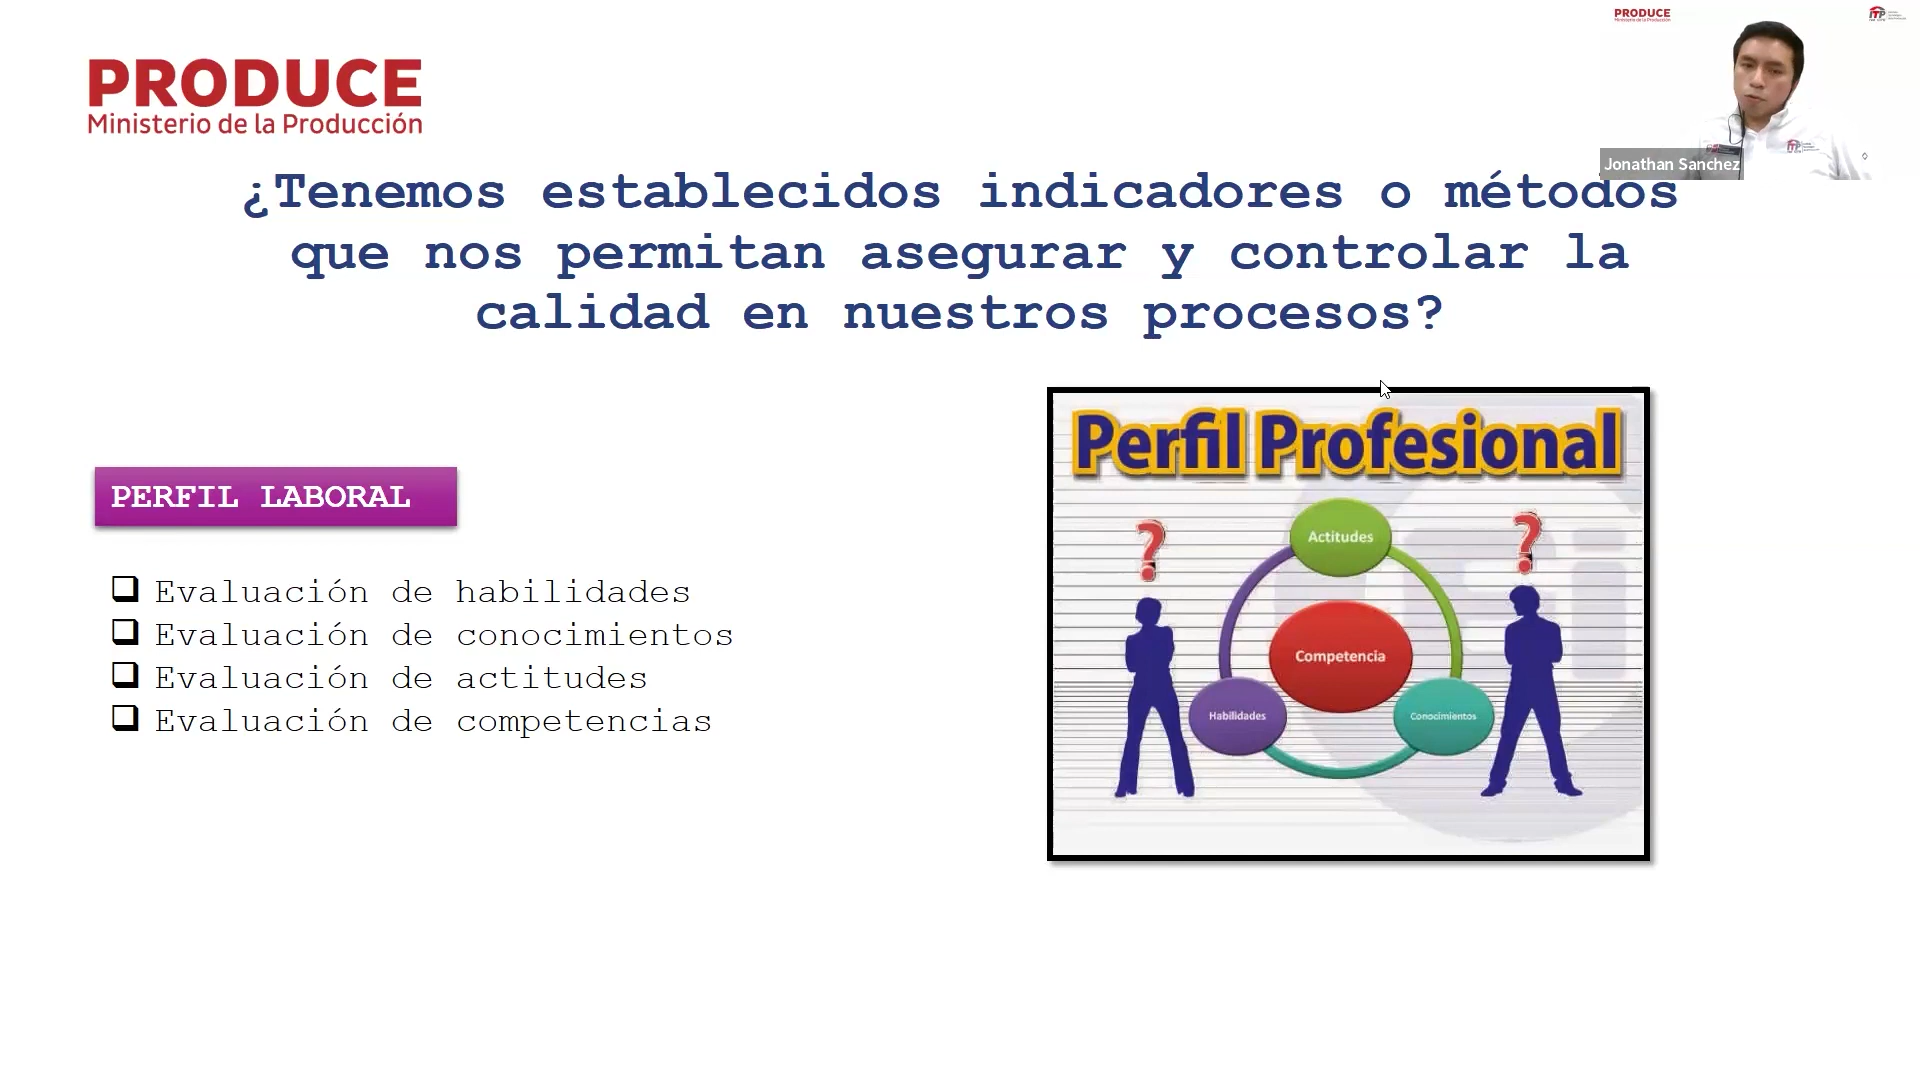 PRODUCE
ITP
PRODUCE
Ministerio de la Producción
Jonathan Sanchez
¿Tenemos establecidos indicadores o métodos
que nos permitan asegurar y controlar la
calidad en nuestros procesos?
PERFIL LABORAL
Evaluación de habilidades
Evaluación de conocimientos
Evaluación de actitudes
Evaluación de competencias
Perfil Profesional
?
?
Actitudes
Competencia
Habilidades
Conocimientos